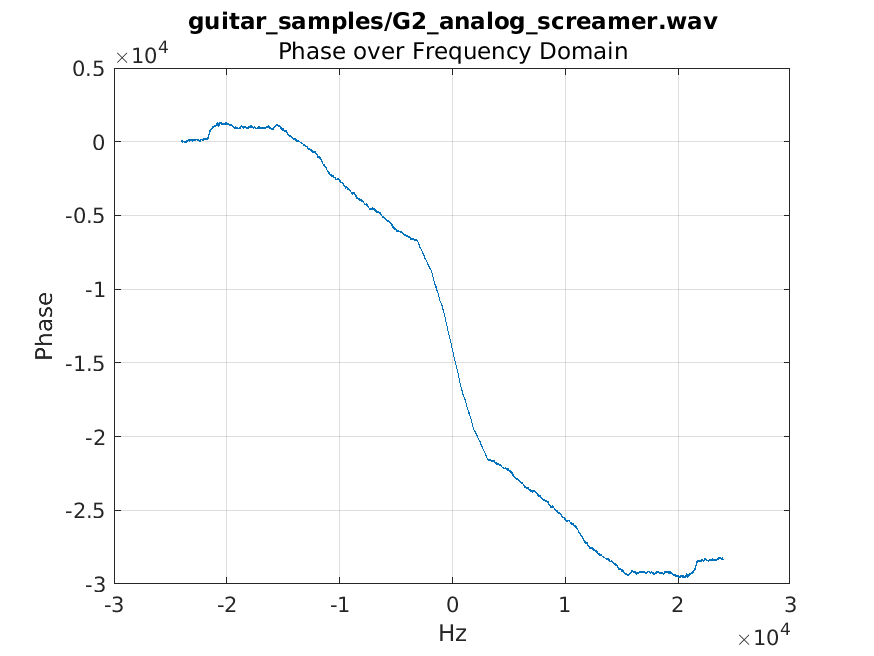 guitar_samples/G2_analog_screamer.wav
Phase over Frequency Domain
×10^4
0.5
0
-0.5
-1
-1.5
-2
-2.5
-3
Phase
-3 -2 -1 0 1 2 3
Hz
×10^4